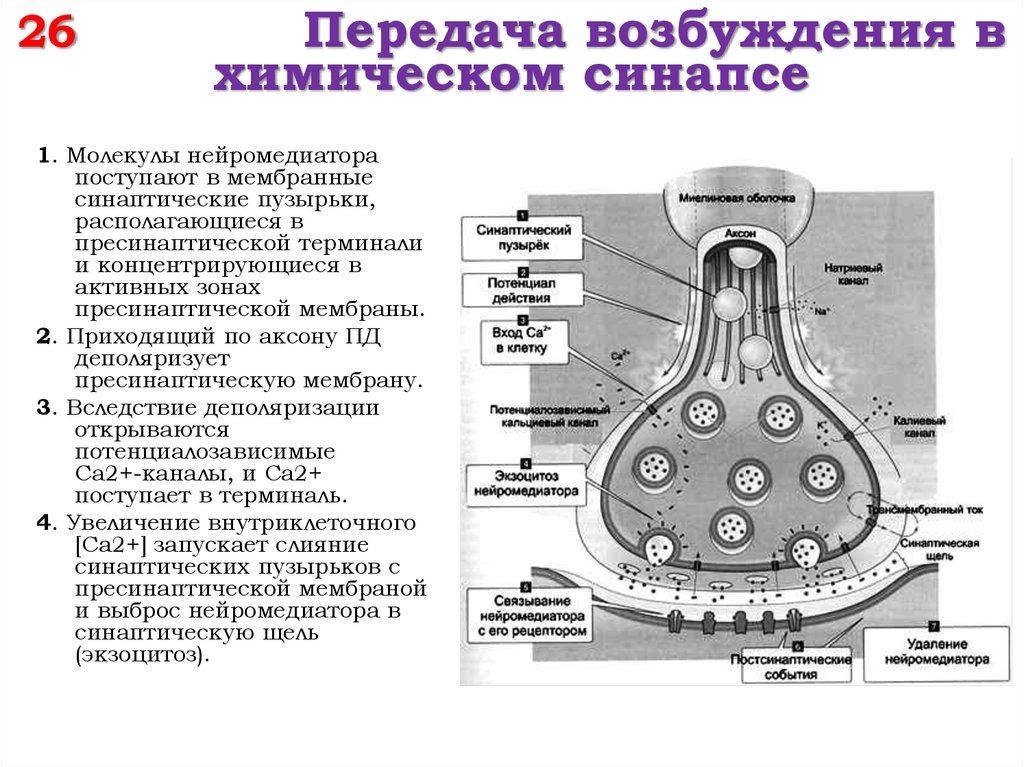 26
Передача возбуждения в
химическом синапсе
1. Молекулы нейромедиатора
поступают в мембранные
синаптические пузырьки,
располагающиеся в
пресинаптической терминали
и концентрирующиеся в
активных зонах
пресинаптической мембраны.
2. Приходящий по аксону ПД
деполяризует
пресинаптическую мембрану.
3. Вследствие деполяризации
открываются
потенциалозависимые
Са2+-каналы, и Са2+
поступает в терминаль.
4. Увеличение внутриклеточного
[Са2+] запускает слияние
синаптических пузырьков с
пресинаптической мембраной
и выброс нейромедиатора в
синаптическую щель
(экзоцитоз).
Миелиновая оболочка
Аксон
1
Синаптический
пузырёк
2
Потенциал
действия
3
Вход Ca²⁺
в клетку
Ca²⁺
Натриевый
канал
Na⁺
Потенциалозависимый
кальциевый канал
K⁺
Калиевый
канал
4
Экзоцитоз
нейромедиатора
Трансмембранный ток
Синаптическая
щель
5
Связывание
нейромедиатора
с его рецептором
6
Постсинаптические
события
7
Удаление
нейромедиатора